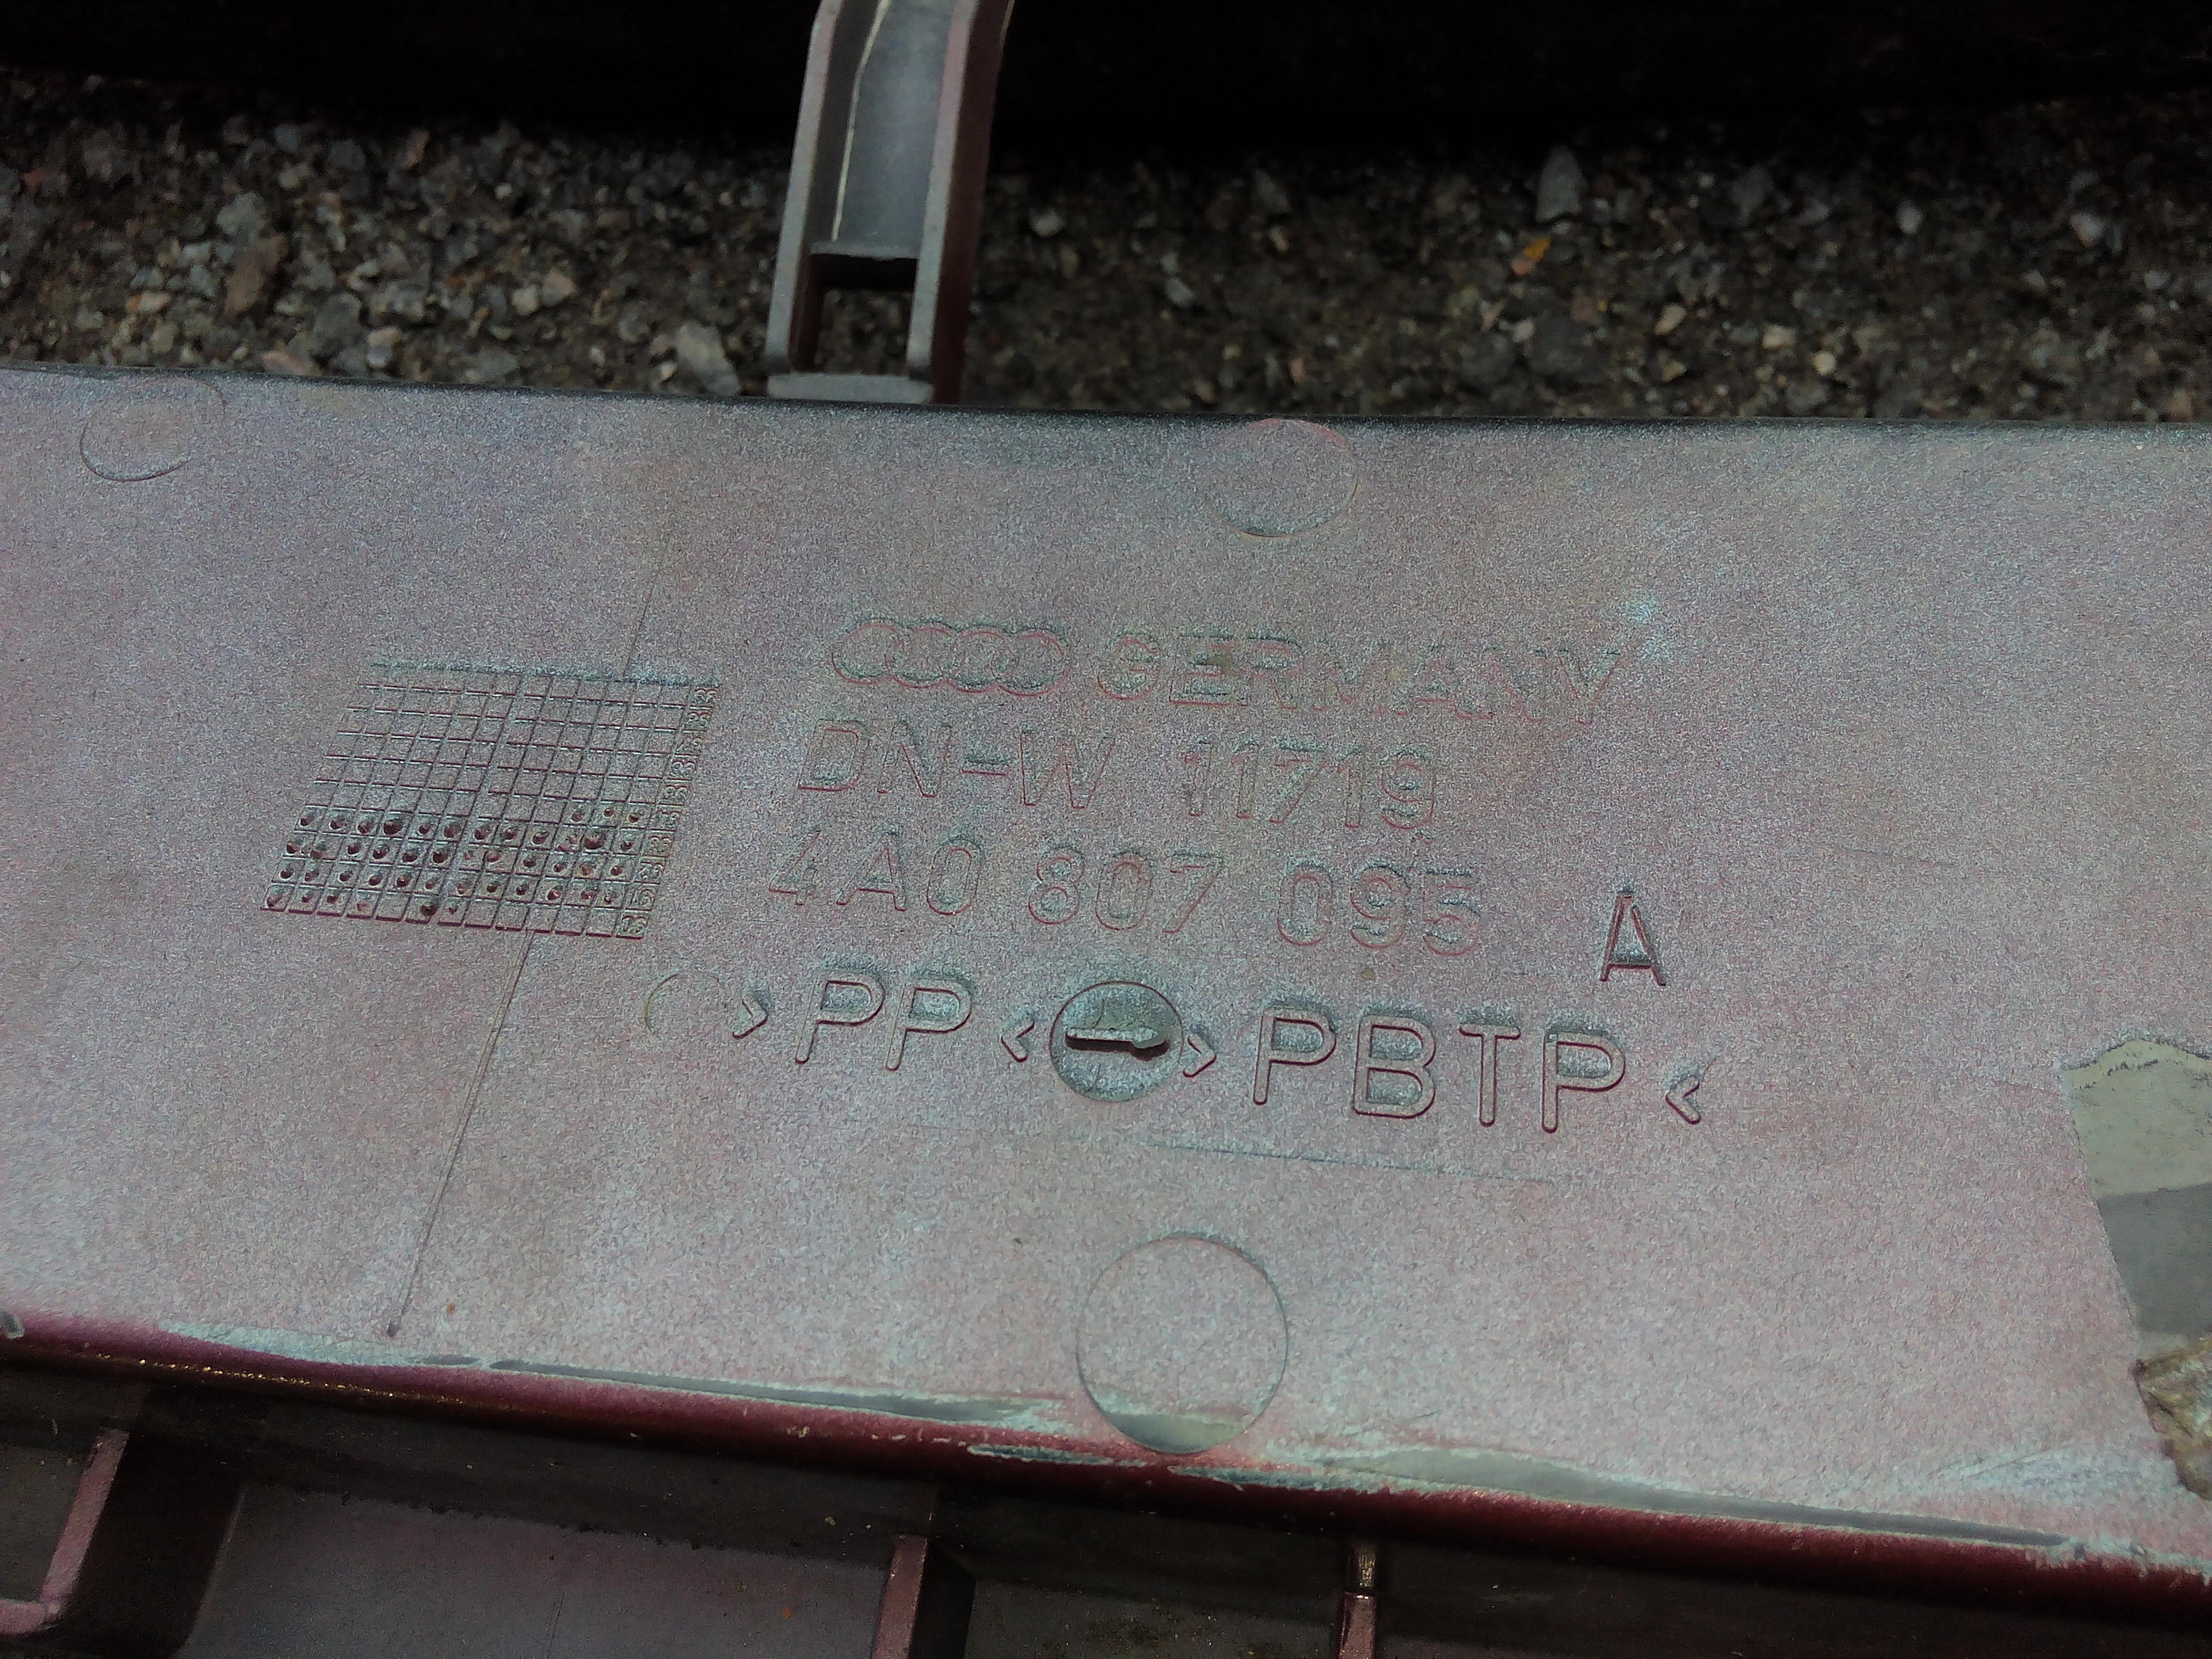 GERMANY
DN-W 11719
4A0 807 095 A
>PP< >PBTP<